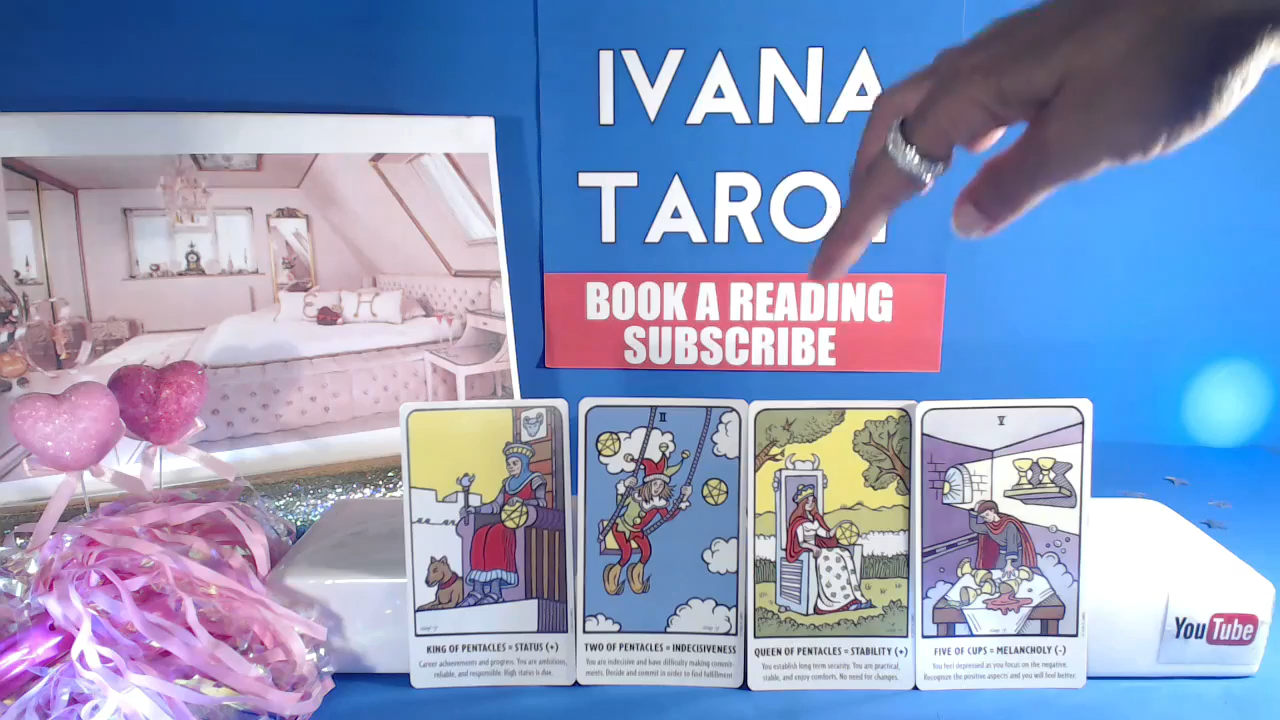 IVANA
TAROT
BOOK A READING
SUBSCRIBE
E H
II
V
KING OF PENTACLES = STATUS (+)
Career achievements and progress. You are ambitious,
reliable, and responsible. High status is due.
TWO OF PENTACLES = INDECISIVENESS
You are indecisive and have difficulty making commit-
ments. Decide and commit in order to find fulfillment
QUEEN OF PENTACLES = STABILITY (+)
You establish long term security. You are practical,
stable, and enjoy comforts. No need for changes.
FIVE OF CUPS = MELANCHOLY (-)
You feel depressed as you focus on the negative.
Recognize the positive aspects and you will feel better.
YouTube